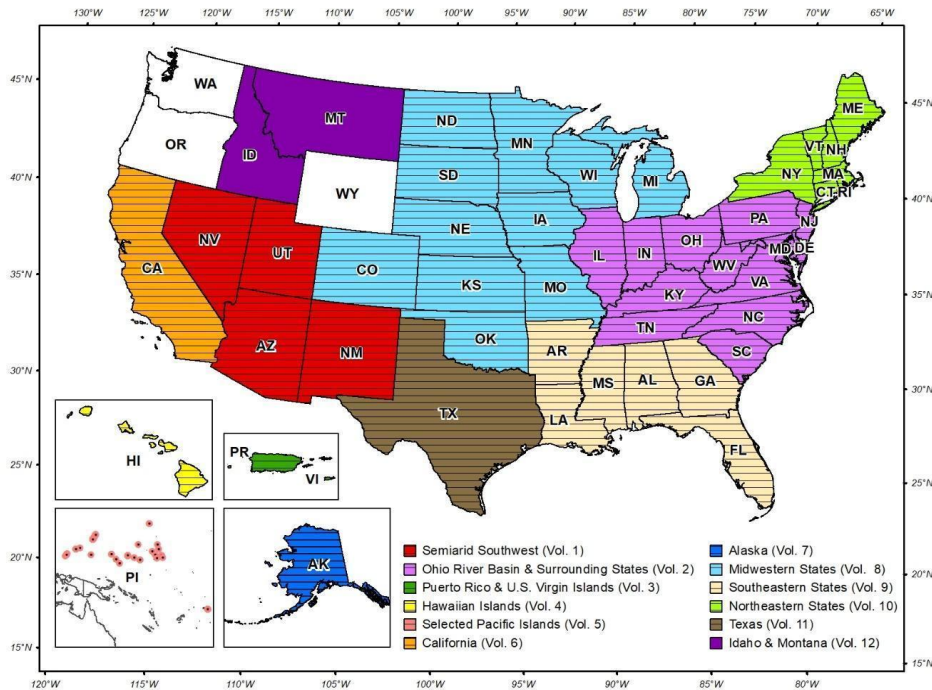 130°W 125°W 120°W 115°W 110°W 105°W 100°W 95°W 90°W 85°W 80°W 75°W 70°W 65°W
45°N
40°N
35°N
30°N
25°N
20°N
15°N
45°N
40°N
35°N
30°N
25°N
20°N
15°N
WA
OR
MT
ID
WY
ND
SD
NE
MN
WI
MI
IA
NV
UT
CA
CO
KS
MO
IL
IN
OH
PA
NJ
MD
DE
WV
VA
KY
NC
TN
SC
NY
VT
NH
ME
MA
CT
RI
AZ
NM
OK
AR
TX
LA
MS
AL
GA
FL
HI
PR
VI
PI
AK
Semiarid Southwest (Vol. 1)
Ohio River Basin & Surrounding States (Vol. 2)
Puerto Rico & U.S. Virgin Islands (Vol. 3)
Hawaiian Islands (Vol. 4)
Selected Pacific Islands (Vol. 5)
California (Vol. 6)
Alaska (Vol. 7)
Midwestern States (Vol. 8)
Southeastern States (Vol. 9)
Northeastern States (Vol. 10)
Texas (Vol. 11)
Idaho & Montana (Vol. 12)
120°W 115°W 110°W 105°W 100°W 95°W 90°W 85°W 80°W